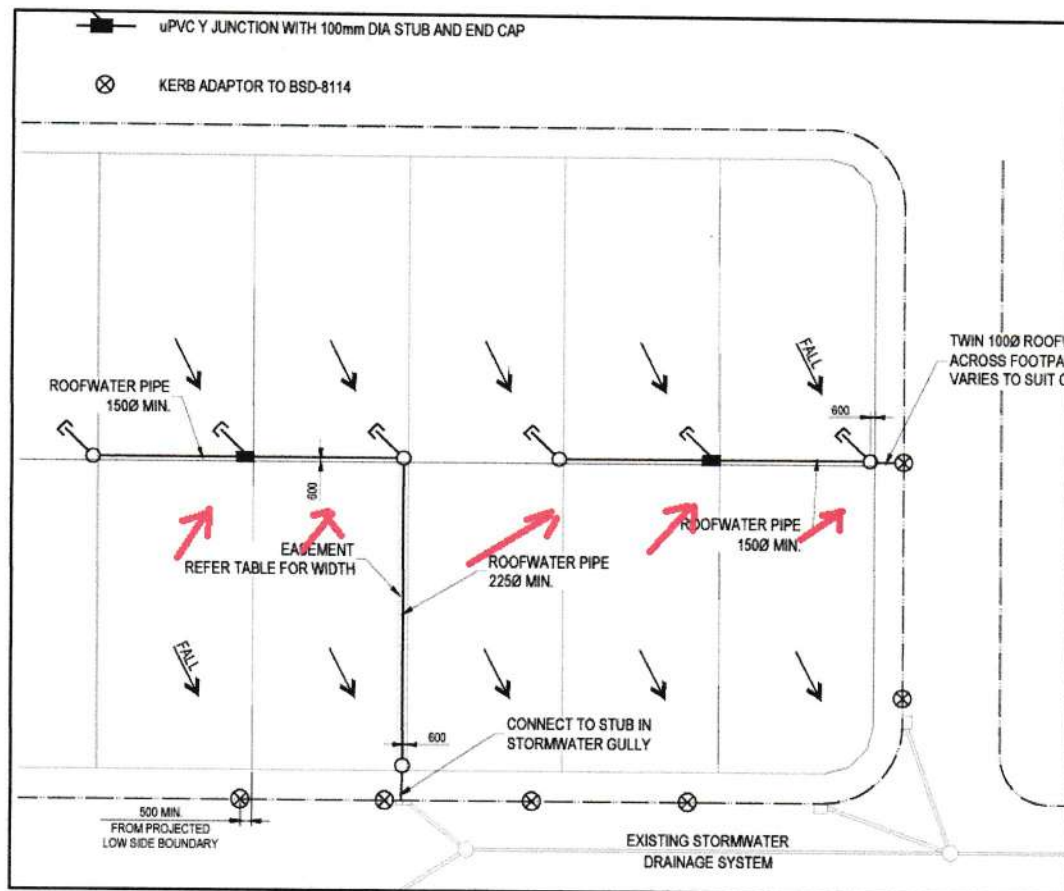 uPVC Y JUNCTION WITH 100mm DIA STUB AND END CAP
KERB ADAPTOR TO BSD-8114
TWIN 100Ø
ACROSS
VARIES TO SUIT
FALL
ROOFWATER PIPE
150Ø MIN.
600
600
ROOFWATER PIPE
150Ø MIN.
EASEMENT
REFER TABLE FOR WIDTH
ROOFWATER PIPE
225Ø MIN.
FALL
CONNECT TO STUB IN
STORMWATER GULLY
600
500 MIN.
FROM PROJECTED
LOW SIDE BOUNDARY
EXISTING STORMWATER
DRAINAGE SYSTEM